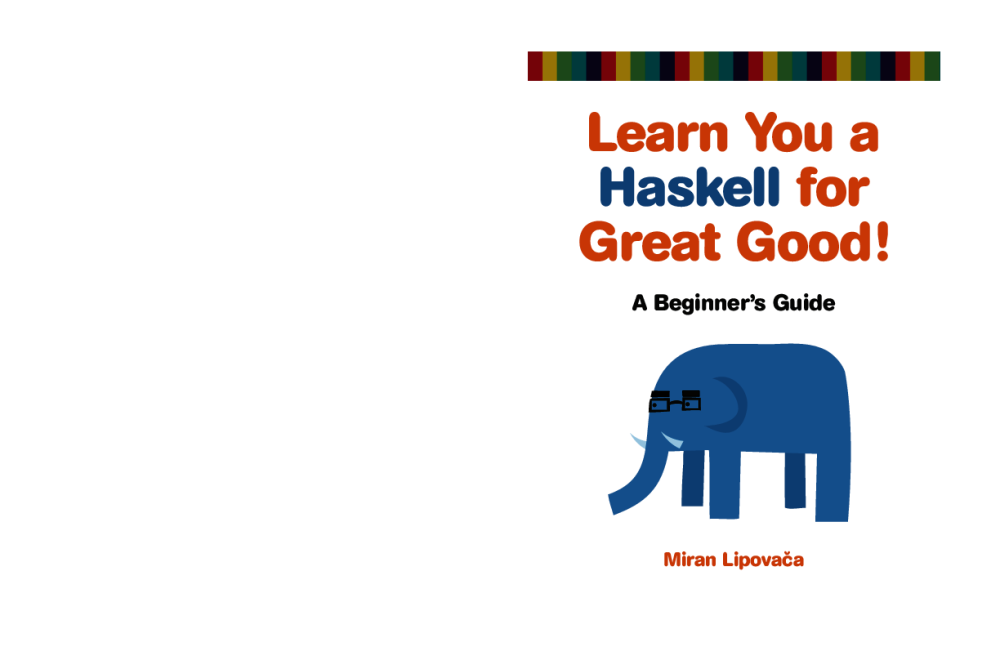 Learn You a
Haskell for
Great Good!
A Beginner’s Guide
Miran Lipovača